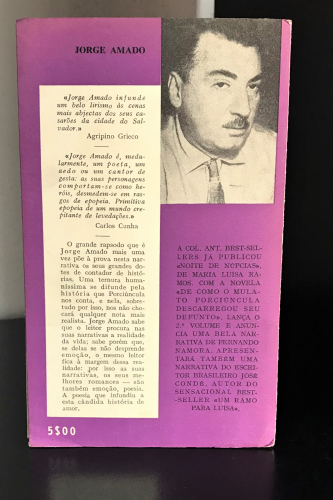 JORGE AMADO
«Jorge Amado infunde
um belo lirismo às cenas
mais abjectas dos seus ca-
sarões da cidade do Sal-
vador.»
Agripino Grieco
«Jorge Amado é, medu-
larmente, um poeta, um
aedo ou um cantor de
gesta: as suas personagens
comportam-se como he-
róis, desmedem-se em ras-
gos de epopeia. Primitiva
epopeia de um mundo cre-
pitante de levedações.»
Carlos Cunha
O grande rapsodo que é
Jorge Amado mais uma
vez põe à prova nesta nar-
rativa os seus grandes do-
tes de contador de histó-
rias. Uma ternura huma-
níssima se difunde pela
história que Porciúncula
nos conta, e nela, sobre-
tudo por isso, nos não cho-
cará qualquer nota mais
realista. Jorge Amado sabe
que o leitor procura nas
suas narrativas a realidade
da vida; sabe porém que,
se delas se não despren-
de emoção, o mesmo leitor
fica à margem dessa rea-
lidade: por isso as suas
narrativas, os seus me-
lhores romances — são
também emoção, poesia.
A poesia que infundiu a
esta cândida história de
amor.
A COL. ANT. BEST-SEL-
LERS JÁ PUBLICOU
«NOITE DE NÚPCIAS»,
DE MARIA LUISA RA-
MOS. COM A NOVELA
«DE COMO O MULA-
TO PORCIÚNCULA
DESCARREGOU SEU
DEFUNTO», LANÇA O
2.º VOLUME E ANUN-
CIA UMA BELA NAR-
RATIVA DE FERNANDO
NAMORA. APRESEN-
TARÁ TAMBÉM UMA
NARRATIVA DO ESCRI-
TOR BRASILEIRO JOSÉ
CONDÉ, AUTOR DO
SENSACIONAL BEST-
-SELLER «UM RAMO
PARA LUISA».
5$00